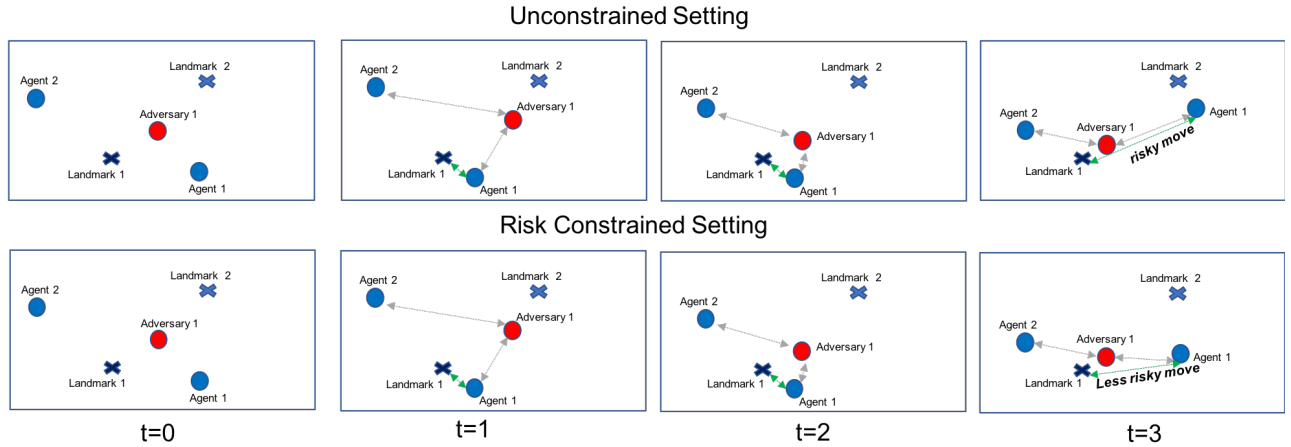 Unconstrained Setting
Agent 2
Landmark 2
Adversary 1
Landmark 1
Agent 1
Agent 2
Landmark 2
Adversary 1
Landmark 1
Agent 1
Landmark 2
Agent 2
Adversary 1
Landmark 1
Agent 1
Landmark 2
Agent 2
Agent 1
Adversary 1
risky move
Landmark 1
Risk Constrained Setting
Agent 2
Landmark 2
Adversary 1
Landmark 1
Agent 1
Agent 2
Landmark 2
Adversary 1
Landmark 1
Agent 1
Landmark 2
Agent 2
Adversary 1
Landmark 1
Agent 1
Landmark 2
Agent 2
Adversary 1
Agent 1
Landmark 1
Less risky move
t=0
t=1
t=2
t=3